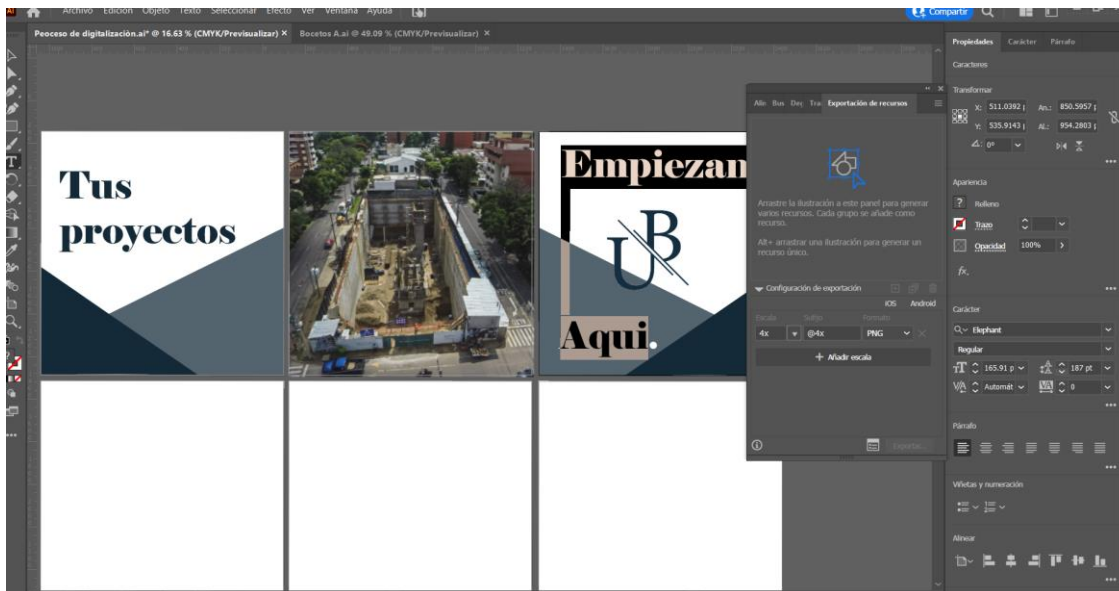 Ai
Archivo Edición Objeto Texto Seleccionar Efecto Ver Ventana Ayuda
Compartir
Peoceso de digitalización.ai* @ 16.63 % (CMYK/Previsualizar) ×
Bocetos A.ai @ 49.09 % (CMYK/Previsualizar) ×
Tus
proyectos
Empiezan
UB
Aqui.
Exportación de recursos
Arrastre la ilustración a este panel para generar
varios recursos. Cada grupo se añade como
recurso.
Alt+ arrastrar una ilustración para generar un
recurso único.
Configuración de exportación
iOS Android
Escala Sufijo Formato
4x @4x PNG
+ Añadir escala
Exportar...
Propiedades Carácter Párrafo
Caracteres
Transformar
X: 511.0392 An.: 850.5957
Y: 535.9143 AL.: 954.2803
0°
Apariencia
Relleno
Trazo
Opacidad 100%
fx.
Carácter
Elephant
Regular
165.91 p 187 pt
Automát 0
Párrafo
Viñetas y numeración
Alinear